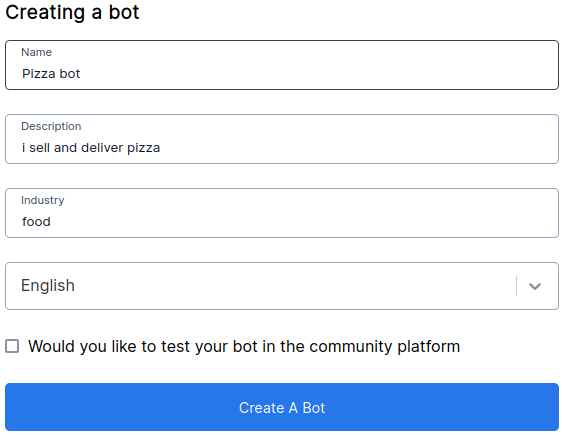 Creating a bot
Name
Pizza bot
Description
i sell and deliver pizza
Industry
food
English
Would you like to test your bot in the community platform
Create A Bot